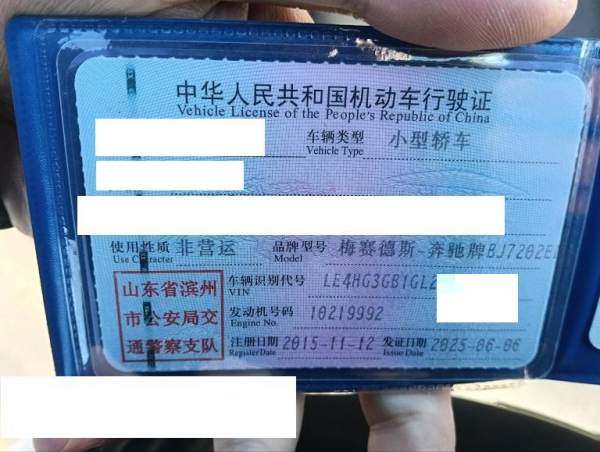 中华人民共和国机动车行驶证
Vehicle License of the People's Republic of China
车辆类型 小型轿车
Vehicle Type
使用性质 非营运 品牌型号 梅赛德斯-奔驰牌BJ7202E
Use Character Model
山东省滨州
市公安局交
通警察支队
车辆识别代号 LE4HG3GB1GL2
VIN
发动机号码 10219992
Engine No.
注册日期 2015-11-12 发证日期 2025-06-06
Register Date Issue Date